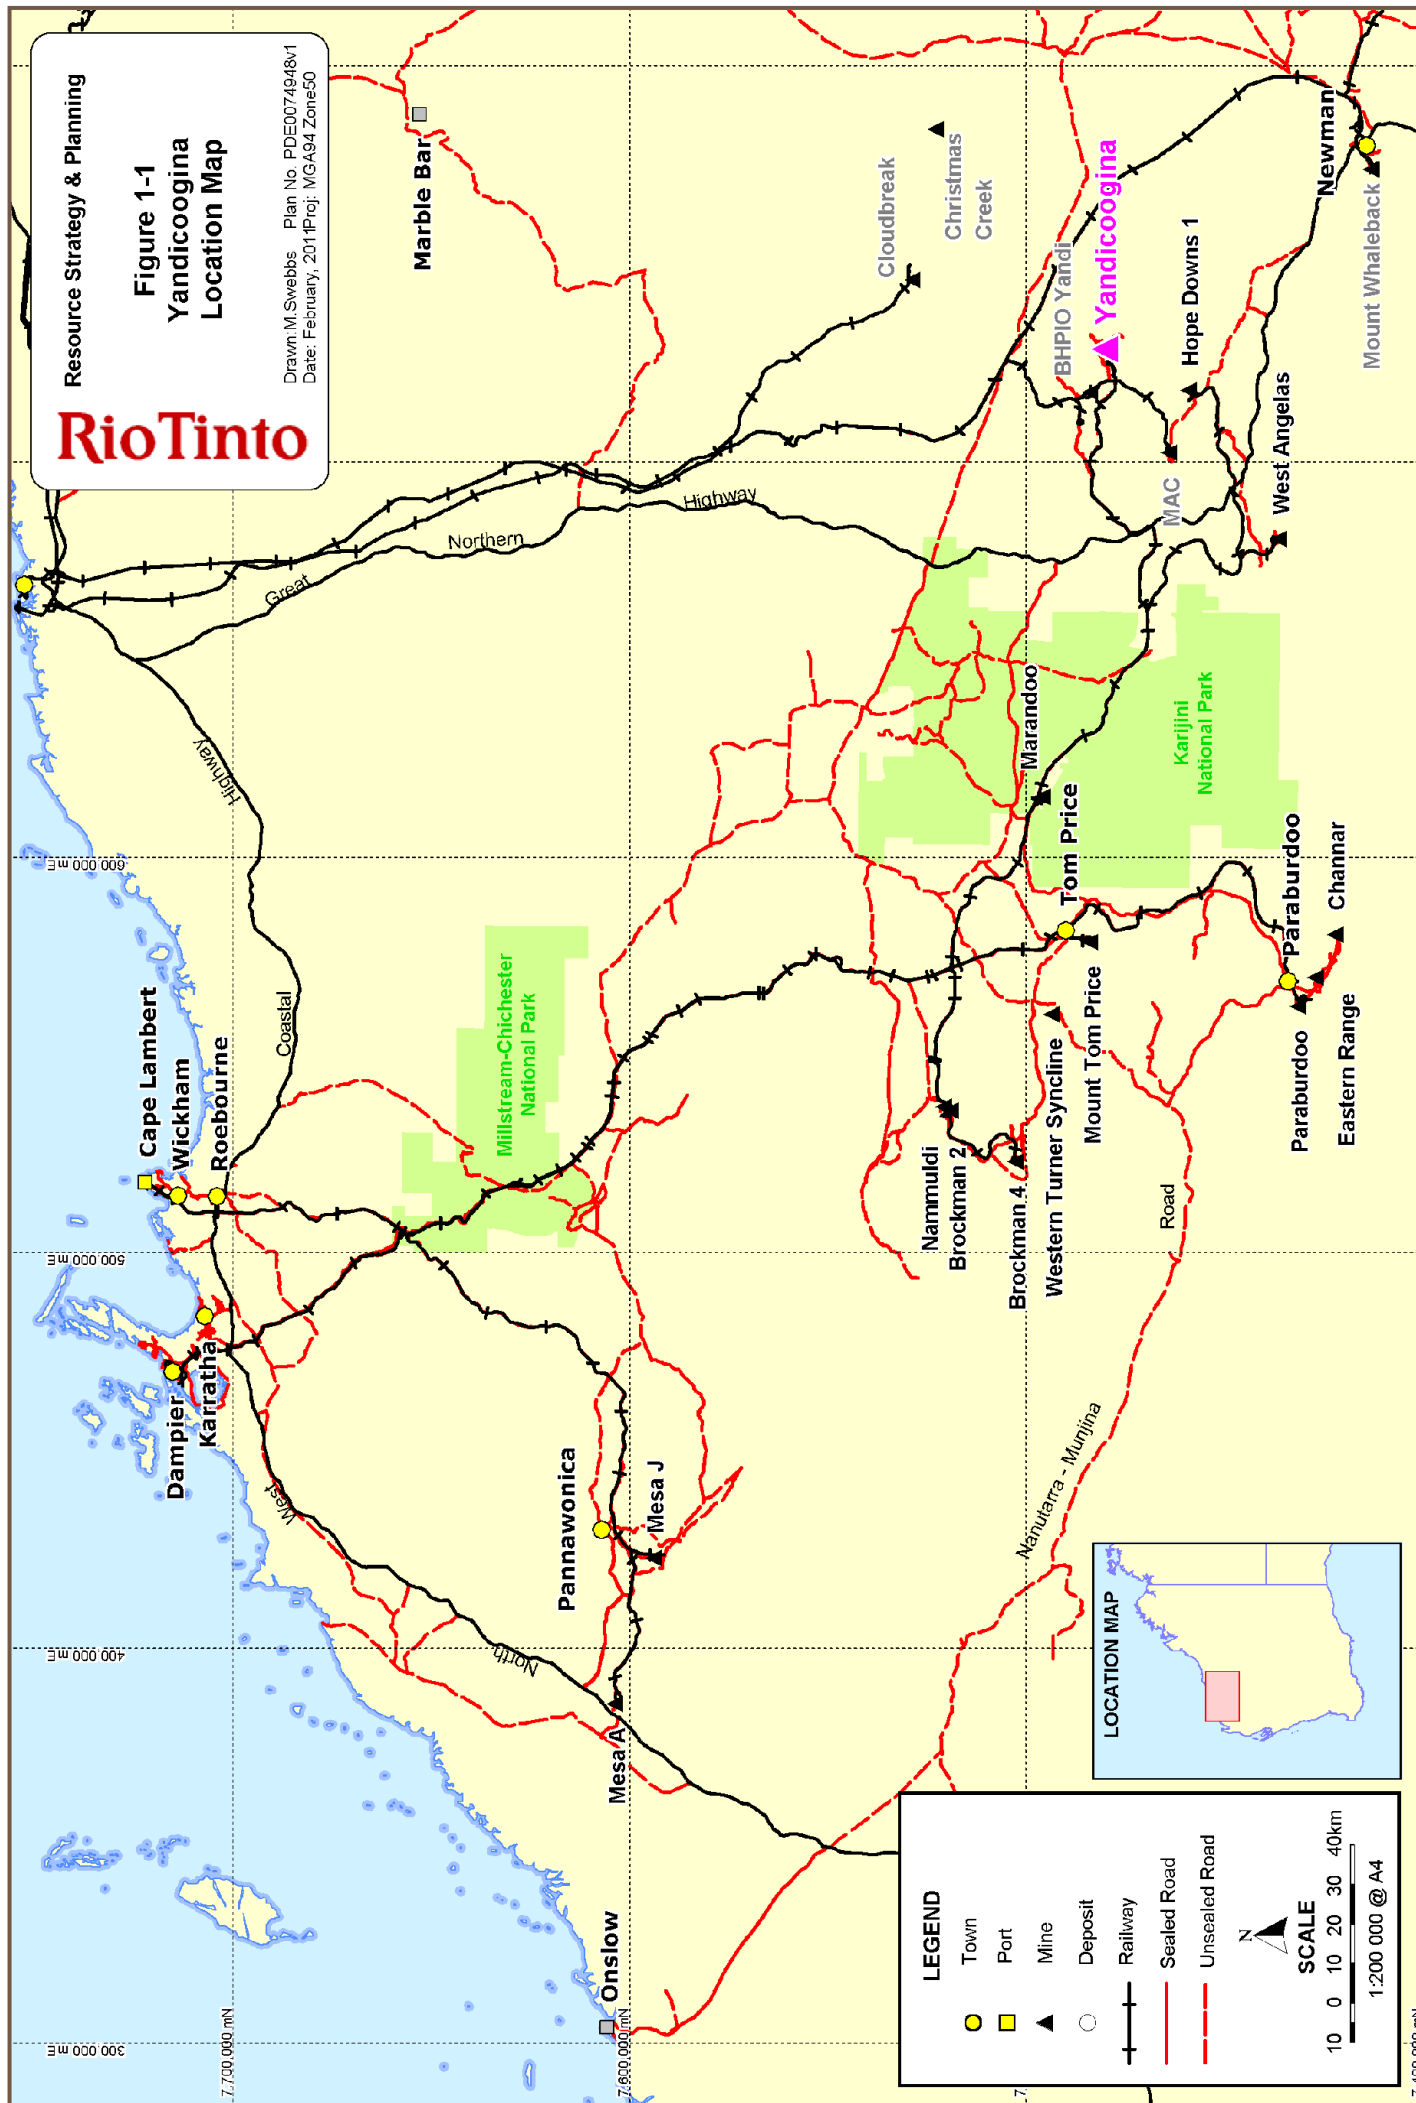 Resource Strategy & Planning
Figure 1-1
Yandicoogina
Location Map
Drawn:M.Swebbs Plan No. PDE0074948v1
Date: February, 2011Proj: MGA94 Zone50
RioTinto
Marble Bar
Cloudbreak
Christmas
Creek
BHPIO Yandi
Yandicoogina
Newman
Mount Whaleback
Hope Downs 1
MAC
West Angelas
Great
Northern
Highway
Karijini
National Park
Marandoo
Tom Price
Mount Tom Price
Paraburdoo
Channar
Paraburdoo
Eastern Range
Western Turner Syncline
Nammuldi
Brockman 2
Brockman 4
Millstream-Chichester
National Park
Cape Lambert
Wickham
Roebourne
Dampier
Karratha
North
West
Coastal
Highway
Pannawonica
Mesa J
Mesa A
Onslow
Nanutarra - Munjina
Road
300 000 mE
400 000 mE
500 000 mE
600 000 mE
7 700 000 mN
7 600 000 mN
LOCATION MAP
LEGEND
Town
Port
Mine
Deposit
Railway
Sealed Road
Unsealed Road
N
SCALE
10 0 10 20 30 40km
1:200 000 @ A4